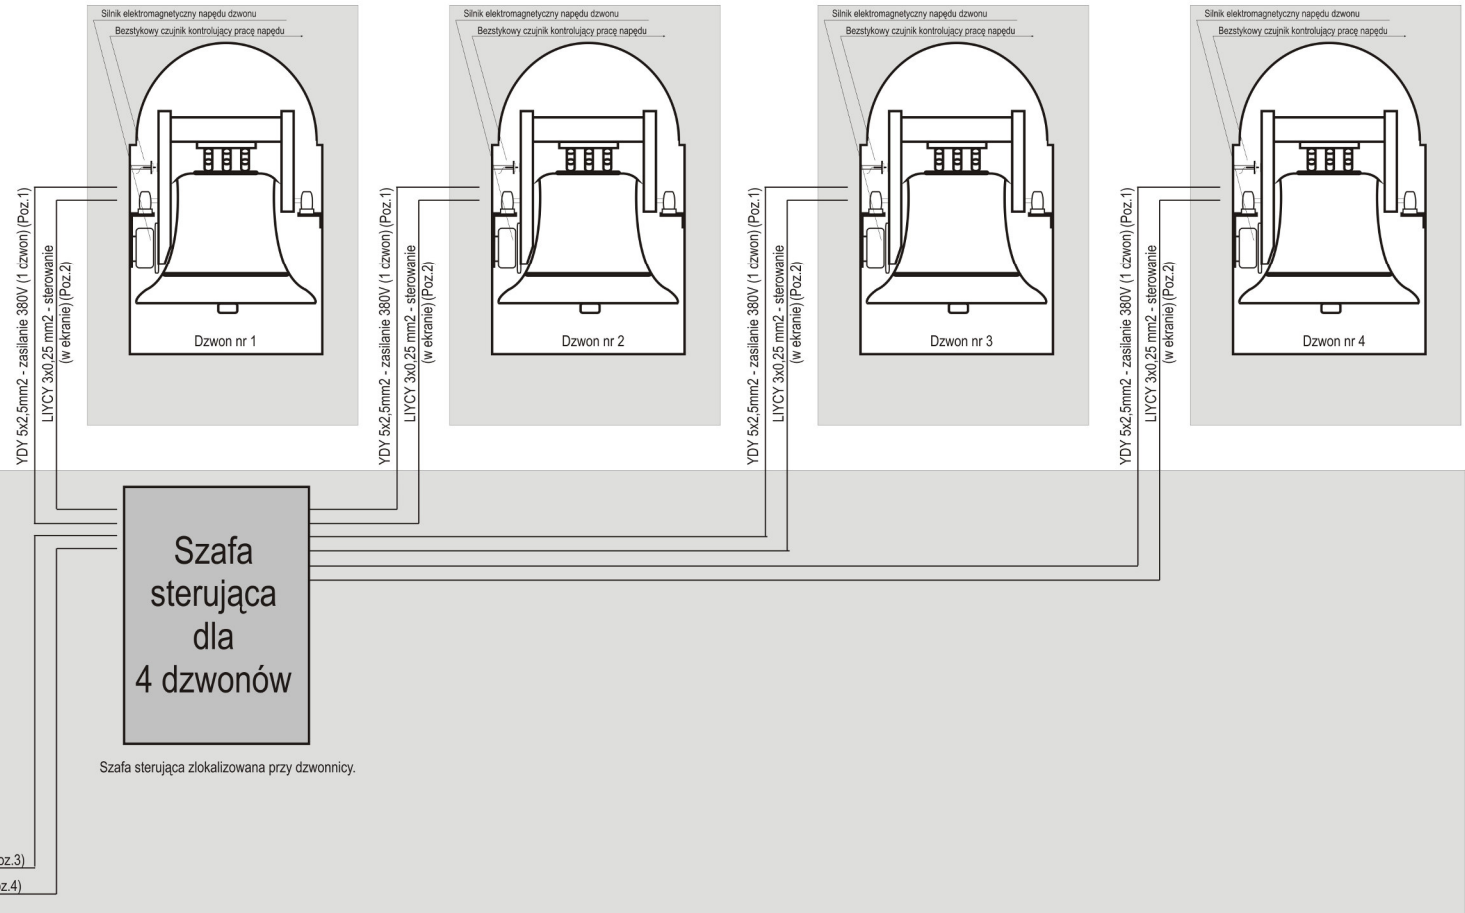 Silnik elektromagnetyczny napędu dzwonu
Bezstykowy czujnik kontrolujący pracę napędu
Silnik elektromagnetyczny napędu dzwonu
Bezstykowy czujnik kontrolujący pracę napędu
Silnik elektromagnetyczny napędu dzwonu
Bezstykowy czujnik kontrolujący pracę napędu
Silnik elektromagnetyczny napędu dzwonu
Bezstykowy czujnik kontrolujący pracę napędu
YDY 5x2,5mm2 - zasilanie 380V (1 czwon) (Poz.1)
LIYCY 3x0,25 mm2 - sterowanie
(w ekranie) (Poz.2)
Dzwon nr 1
YDY 5x2,5mm2 - zasilanie 380V (1 czwon) (Poz.1)
LIYCY 3x0,25 mm2 - sterowanie
(w ekranie) (Poz.2)
Dzwon nr 2
YDY 5x2,5mm2 - zasilanie 380V (1 czwon) (Poz.1)
LIYCY 3x0,25 mm2 - sterowanie
(w ekranie) (Poz.2)
Dzwon nr 3
YDY 5x2,5mm2 - zasilanie 380V (1 czwon) (Poz.1)
LIYCY 3x0,25 mm2 - sterowanie
(w ekranie) (Poz.2)
Dzwon nr 4
Szafa
sterująca
dla
4 dzwonów
Szafa sterująca zlokalizowana przy dzwonnicy.
oz.3)
z.4)